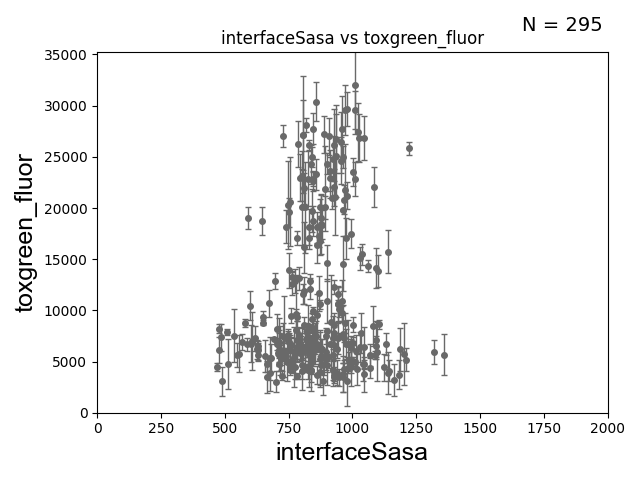 N = 295
interfaceSasa vs toxgreen_fluor
35000
30000
25000
20000
15000
10000
5000
0
toxgreen_fluor
0 250 500 750 1000 1250 1500 1750 2000
interfaceSasa